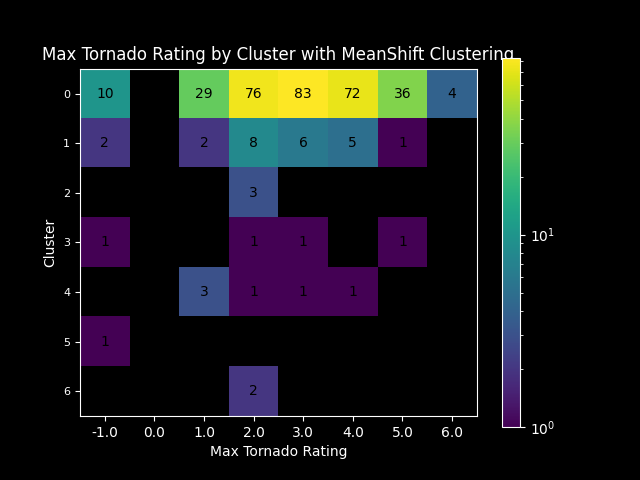 Max Tornado Rating by Cluster with MeanShift Clustering
0 10 29 76 83 72 36 4
1 2 2 8 6 5 1
2 3
3 1 1 1 1
4 3 1 1 1
5 1
6 2
-1.0 0.0 1.0 2.0 3.0 4.0 5.0 6.0
Max Tornado Rating
Cluster
10¹
10⁰